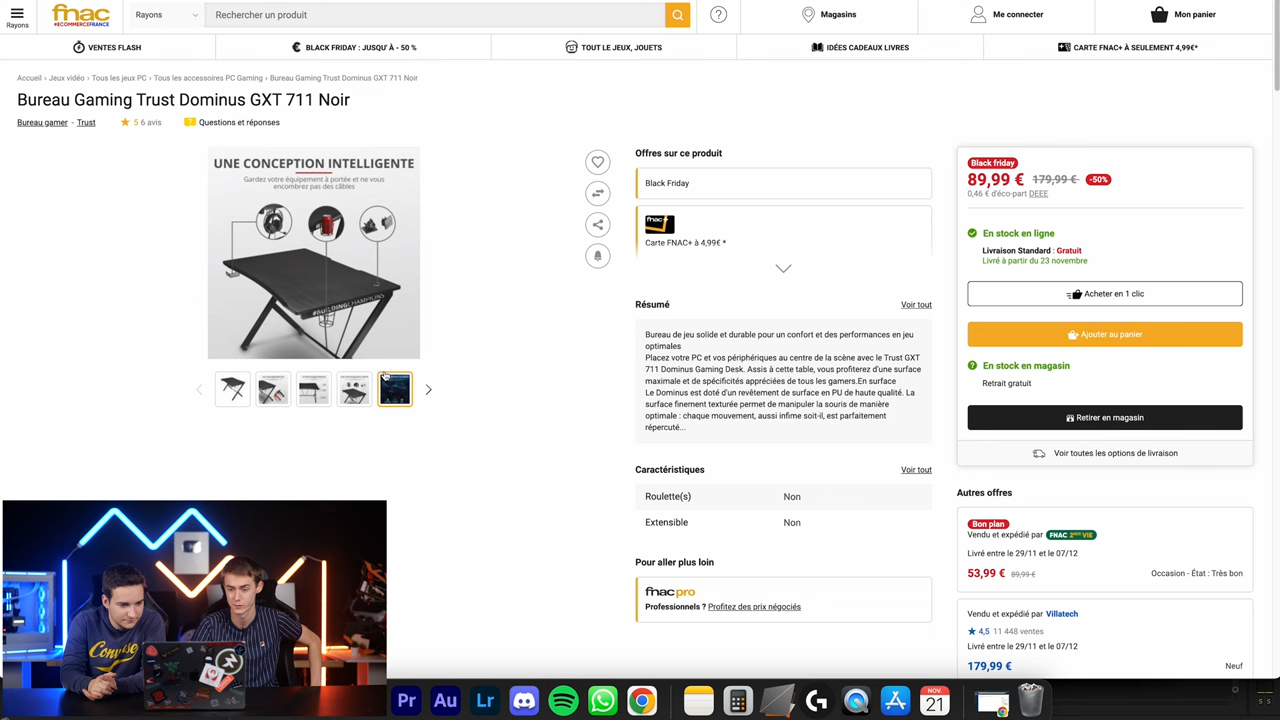 Rayons
fnac
#ECOMMERCEFRANCE
Rayons
Rechercher un produit
?
Magasins
Me connecter
Mon panier
VENTES FLASH
BLACK FRIDAY : JUSQU'À - 50 %
TOUT LE JEUX, JOUETS
IDÉES CADEAUX LIVRES
CARTE FNAC+ À SEULEMENT 4,99€*
Accueil › Jeux vidéo › Tous les jeux PC › Tous les accessoires PC Gaming › Bureau Gaming Trust Dominus GXT 711 Noir
Bureau Gaming Trust Dominus GXT 711 Noir
Bureau gamer - Trust
5 6 avis
Questions et réponses
UNE CONCEPTION INTELLIGENTE
Gardez votre équipement à portée et ne vous
encombrez pas des câbles
#BUILDINGCHAMPIONS
Offres sur ce produit
Black Friday
fnac+
Carte FNAC+ à 4,99€ *
Résumé
Voir tout
Bureau de jeu solide et durable pour un confort et des performances en jeu
optimales
Placez votre PC et vos périphériques au centre de la scène avec le Trust GXT
711 Dominus Gaming Desk. Assis à cette table, vous profiterez d'une surface
maximale et de spécificités appréciées de tous les gamers.En surface
Le Dominus est doté d'un revêtement de surface en PU de haute qualité. La
surface finement texturée permet de manipuler la souris de manière
optimale : chaque mouvement, aussi infime soit-il, est parfaitement
répercuté...
Caractéristiques
Voir tout
Roulette(s)
Non
Extensible
Non
Pour aller plus loin
fnac pro
Professionnels ? Profitez des prix négociés
Black friday
89,99 € 179,99 € -50%
0,46 € d'éco-part DEEE
En stock en ligne
Livraison Standard : Gratuit
Livré à partir du 23 novembre
Acheter en 1 clic
Ajouter au panier
En stock en magasin
Retrait gratuit
Retirer en magasin
Voir toutes les options de livraison
Autres offres
Bon plan
Vendu et expédié par FNAC 2ÈME VIE
Livré entre le 29/11 et le 07/12
53,99 € 89,99 €
Occasion - État : Très bon
Vendu et expédié par Villatech
4,5 11 448 ventes
Livré entre le 29/11 et le 07/12
179,99 €
Neuf
Converse
Pr
Au
Lr
NOV.
21